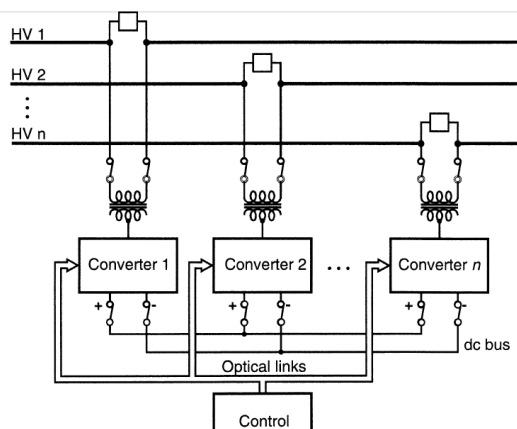 HV 1
HV 2
HV n
Converter 1
Converter 2
...
Converter n
+
-
+
-
+
-
dc bus
Optical links
Control